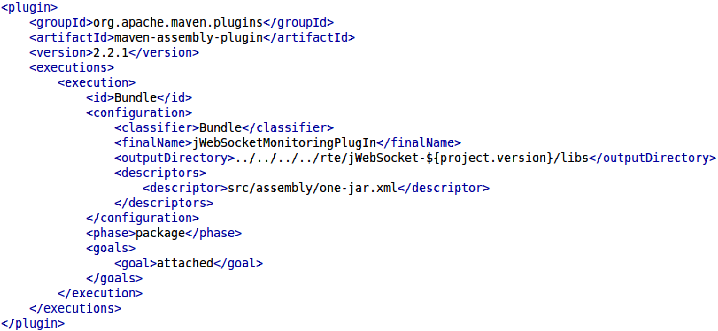 <plugin>
<groupId>org.apache.maven.plugins</groupId>
<artifactId>maven-assembly-plugin</artifactId>
<version>2.2.1</version>
<executions>
<execution>
<id>Bundle</id>
<configuration>
<classifier>Bundle</classifier>
<finalName>jWebSocketMonitoringPlugIn</finalName>
<outputDirectory>../../../../rte/jWebSocket-${project.version}/libs</outputDirectory>
<descriptors>
<descriptor>src/assembly/one-jar.xml</descriptor>
</descriptors>
</configuration>
<phase>package</phase>
<goals>
<goal>attached</goal>
</goals>
</execution>
</executions>
</plugin>